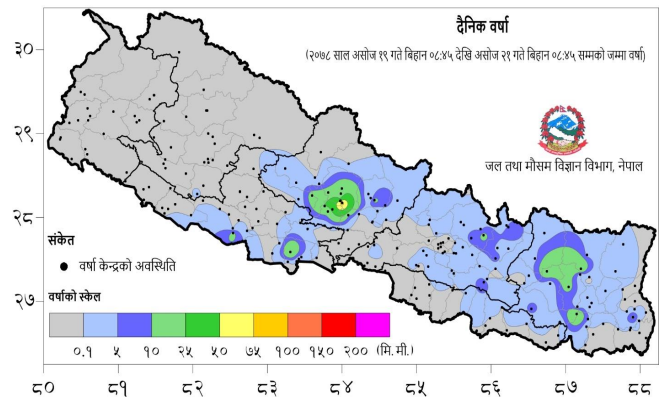 दैनिक वर्षा
(२०७८ साल असोज १९ गते बिहान ०८:४५ देखि असोज २१ गते बिहान ०८:४५ सम्मको जम्मा वर्षा)
३०
२९
जल तथा मौसम विज्ञान विभाग, नेपाल
२८
संकेत
वर्षा केन्द्रको अवस्थिति
वर्षाको स्केल
२७
०.१ ५ १० २५ ५० ७५ १०० १५० २०० (मि.मी.)
८० ८१ ८२ ८३ ८४ ८५ ८६ ८७ ८८